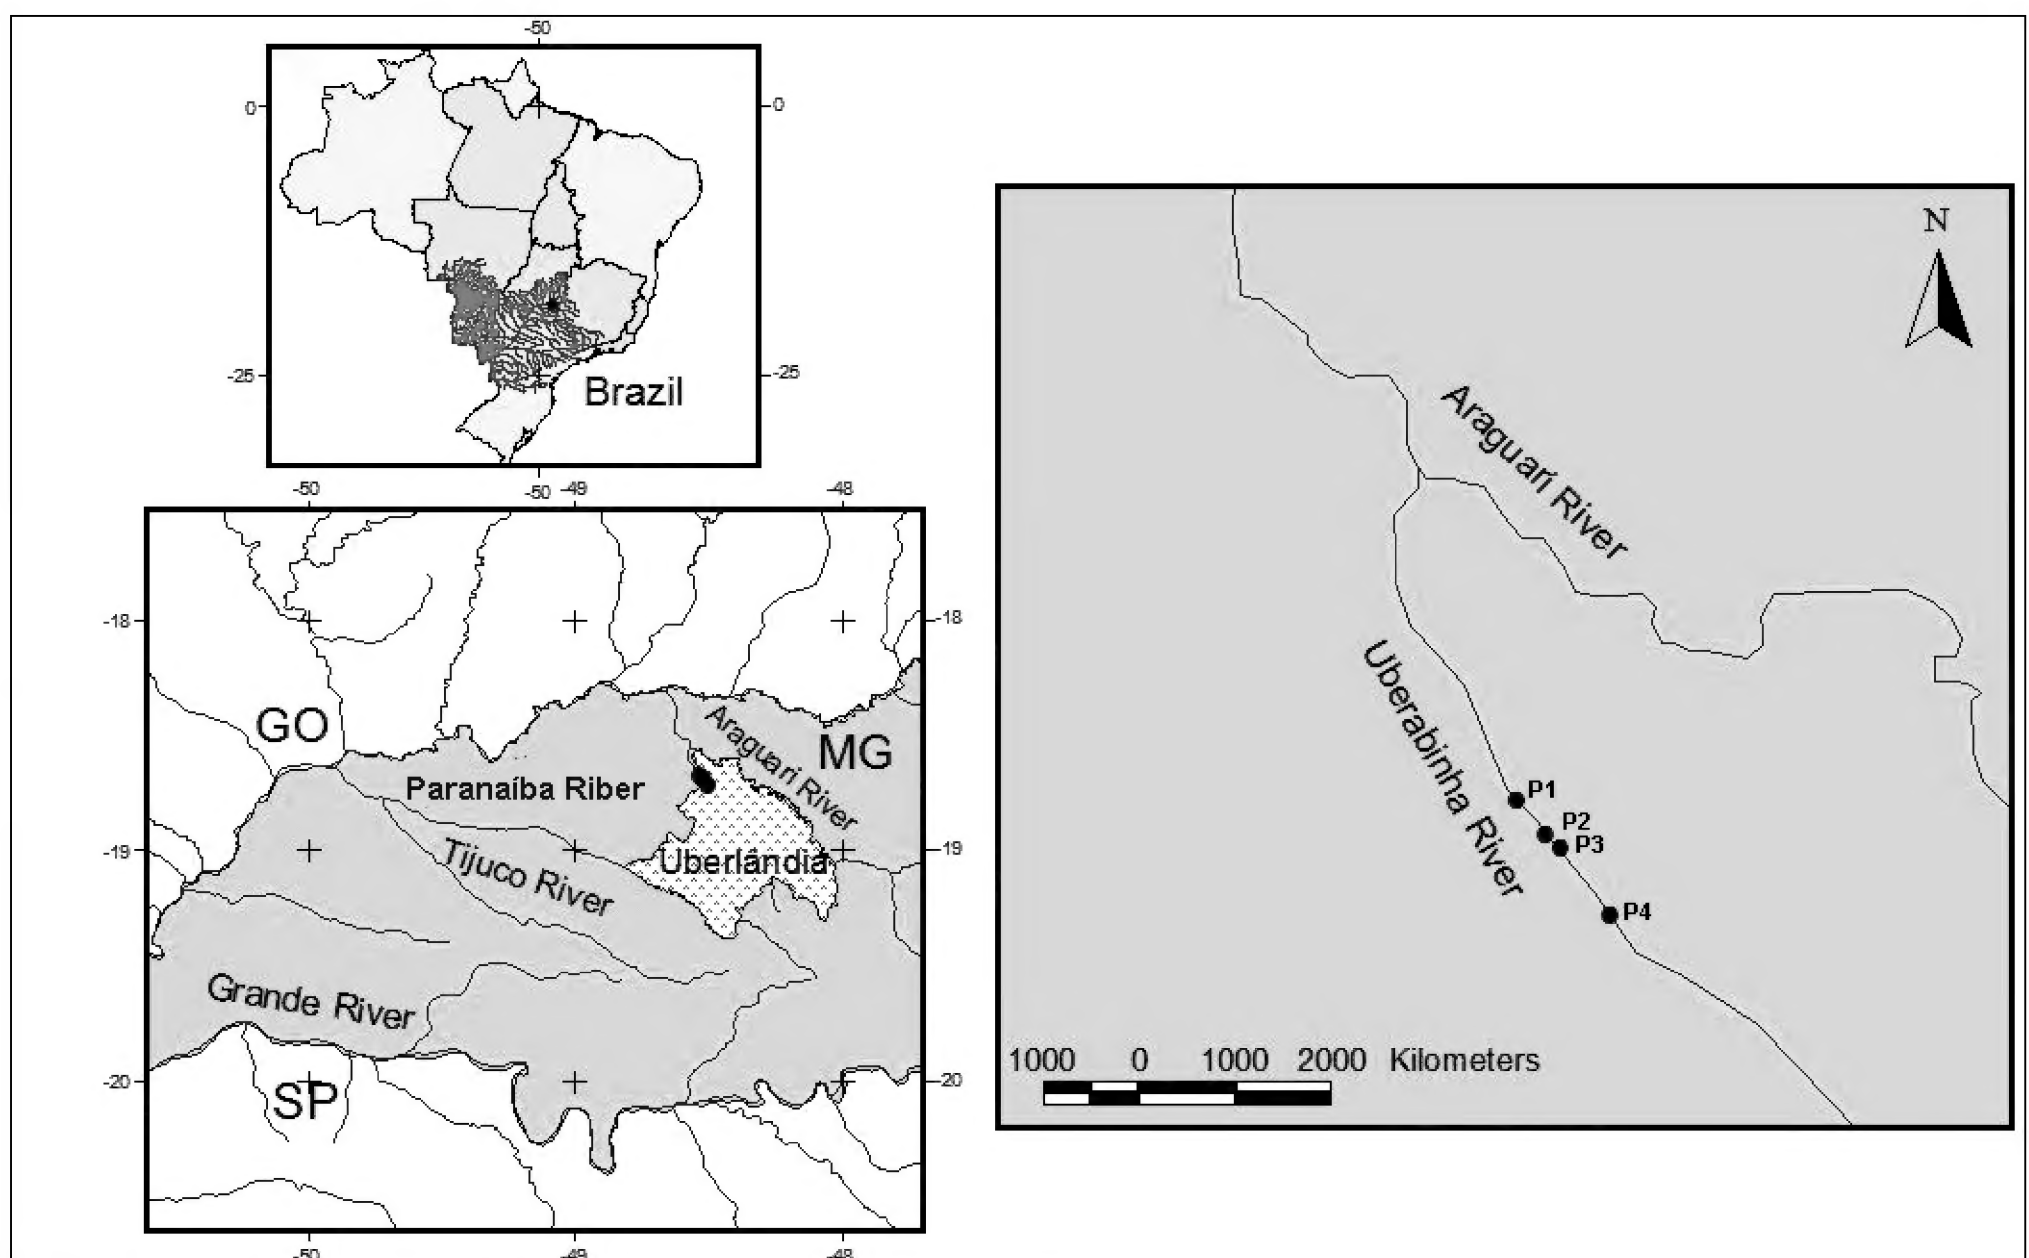 -50
0
0
-25
-25
Brazil
-50
-50
-49
-48
-18
-18
GO
Araguari River
MG
Paranaíba Riber
-19
-19
Tijuco River
Uberlândia
Grande River
-20
-20
SP
-50
-49
-48
N
Araguari River
Uberabinha River
P1
P2
P3
P4
1000 0 1000 2000 Kilometers